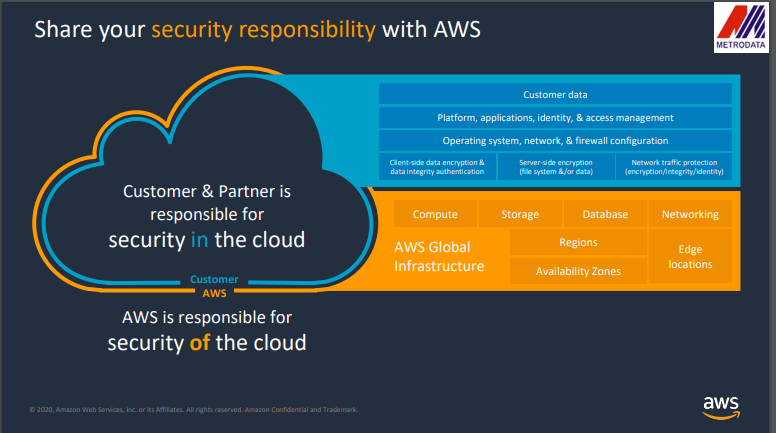 Share your security responsibility with AWS
METRODATA
Customer data
Platform, applications, identity, & access management
Operating system, network, & firewall configuration
Client-side data encryption &
data integrity authentication
Server-side encryption
(file system &/or data)
Network traffic protection
(encryption/integrity/identity)
Customer & Partner is
responsible for
security in the cloud
Customer
AWS
AWS is responsible for
security of the cloud
Compute
Storage
Database
Networking
AWS Global
Infrastructure
Regions
Availability Zones
Edge
locations
© 2020, Amazon Web Services, Inc. or its Affiliates. All rights reserved. Amazon Confidential and Trademark.
aws